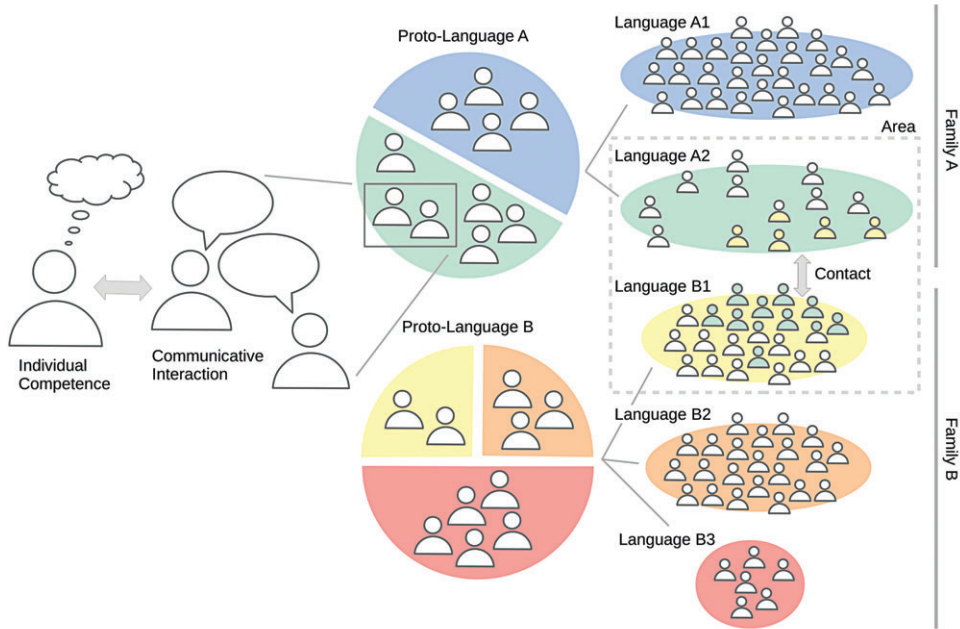 Language A1
Proto-Language A
Area
Family A
Language A2
Contact
Language B1
Proto-Language B
Individual
Competence
Communicative
Interaction
Language B2
Family B
Language B3